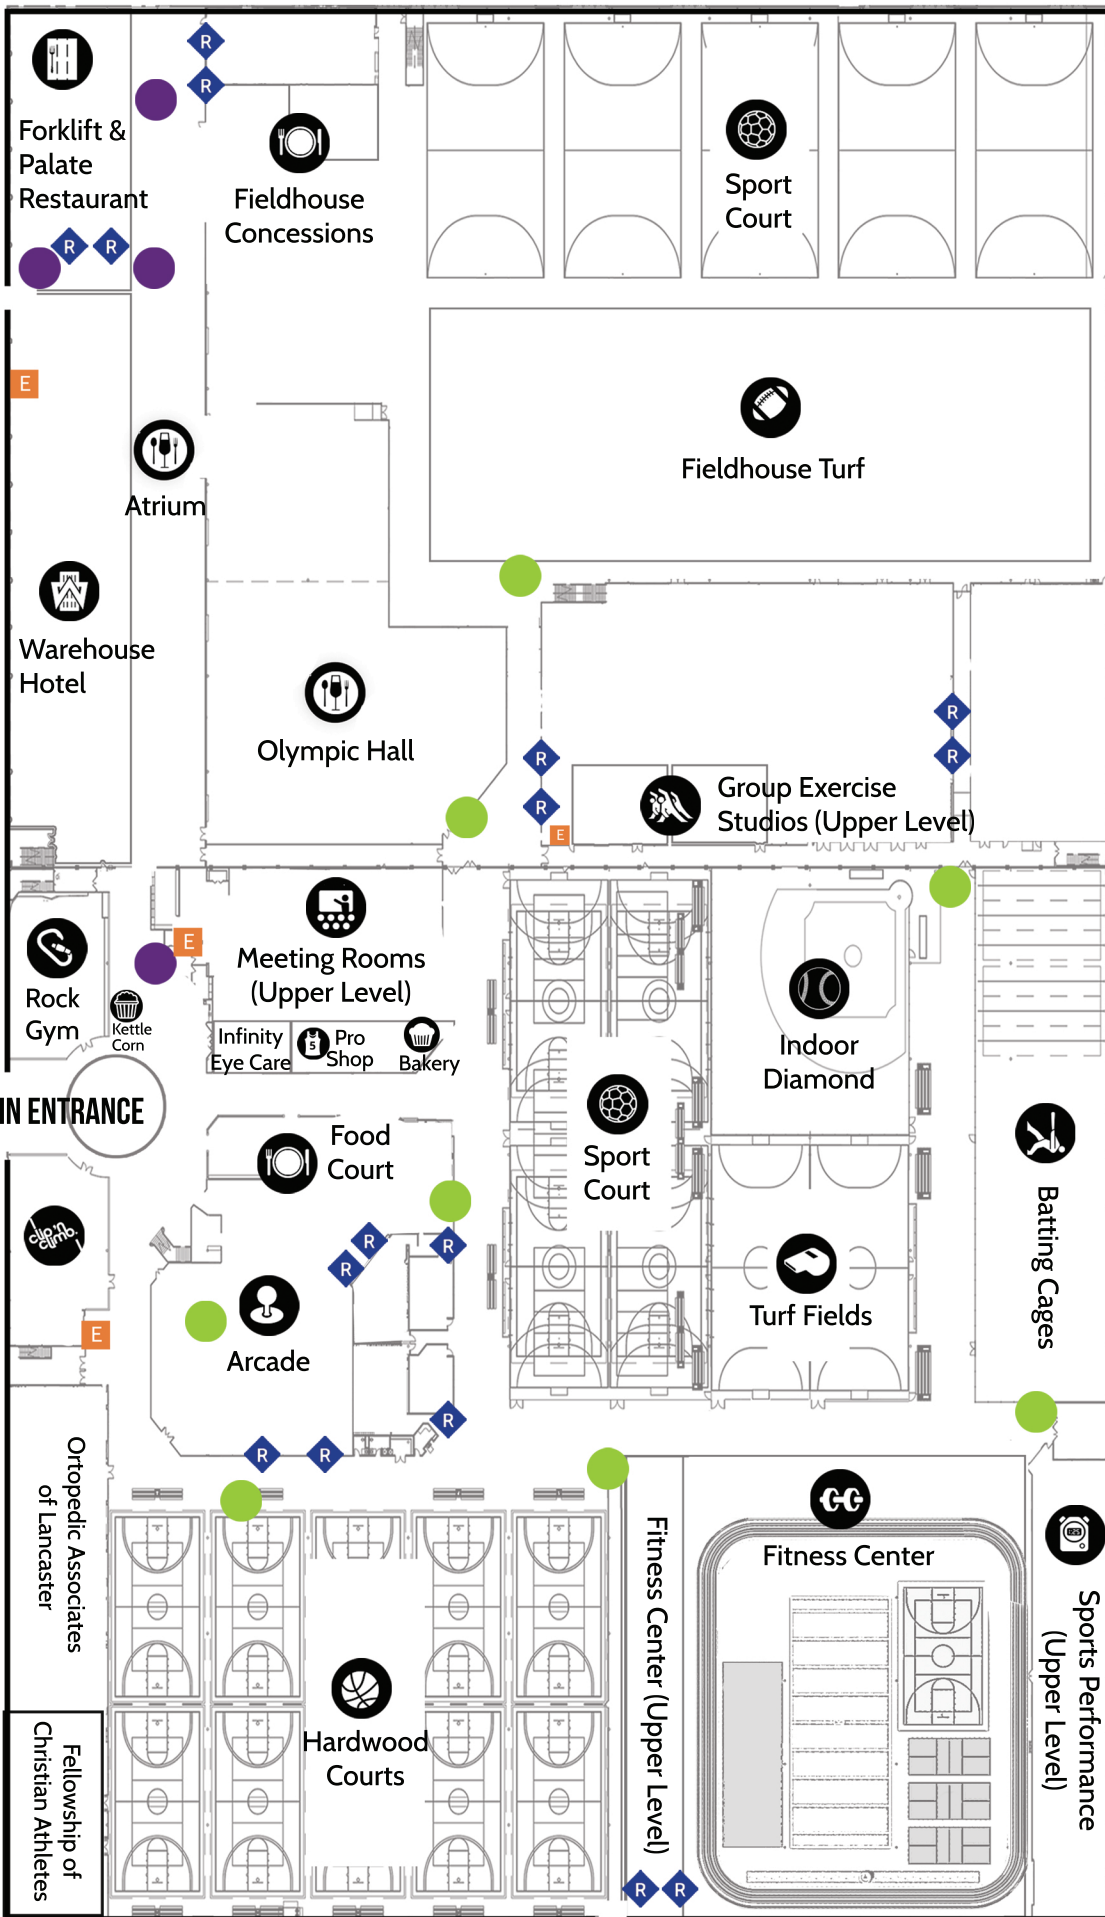 R
R
Forklift &
Palate
Restaurant
Fieldhouse
Concessions
Sport
Court
R R
E
Fieldhouse Turf
Atrium
Warehouse
Hotel
Olympic Hall
R
R
R
R
Group Exercise
Studios (Upper Level)
E
E
Meeting Rooms
(Upper Level)
Rock
Gym
Kettle
Corn
Infinity
Eye Care
5
Pro
Shop
Bakery
Indoor
Diamond
IN ENTRANCE
Food
Court
Sport
Court
Batting Cages
clip 'n
climb.
R
R
R
Turf Fields
Arcade
E
R
R R
Ortopedic Associates
of Lancaster
Fitness Center
Fitness Center (Upper Level)
Sports Performance
(Upper Level)
Hardwood
Courts
Fellowship of
Christian Athletes
R R